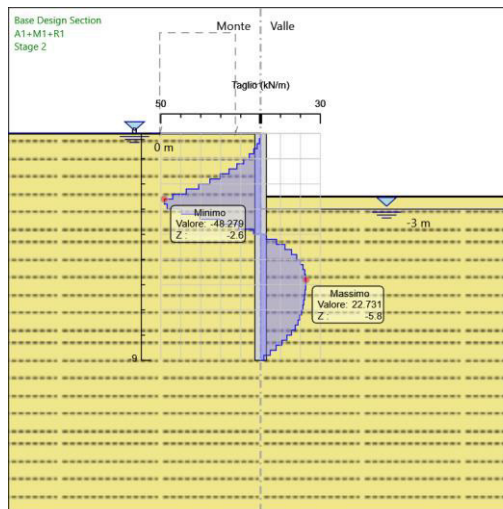 Base Design Section
A1+M1+R1
Stage 2
Monte
Valle
Taglio (kN/m)
50
30
0
0 m
Minimo
Valore: -48.279
Z : -2.6
-3 m
Massimo
Valore: 22.731
Z : -5.8
-9